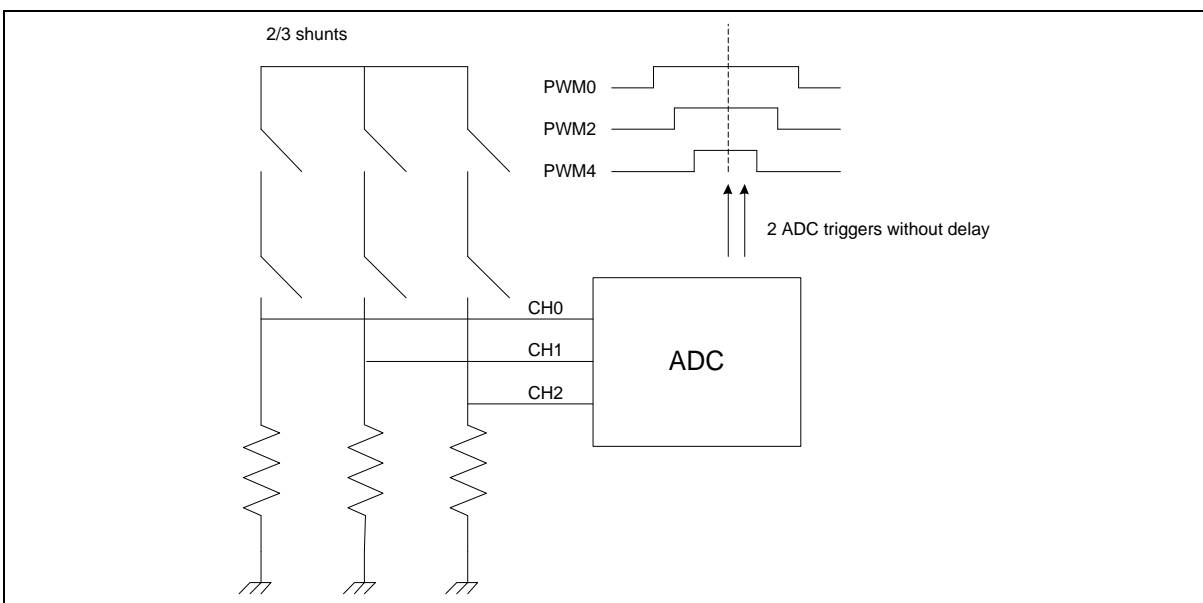 2/3 shunts
PWM0
PWM2
PWM4
2 ADC triggers without delay
CH0
CH1
CH2
ADC